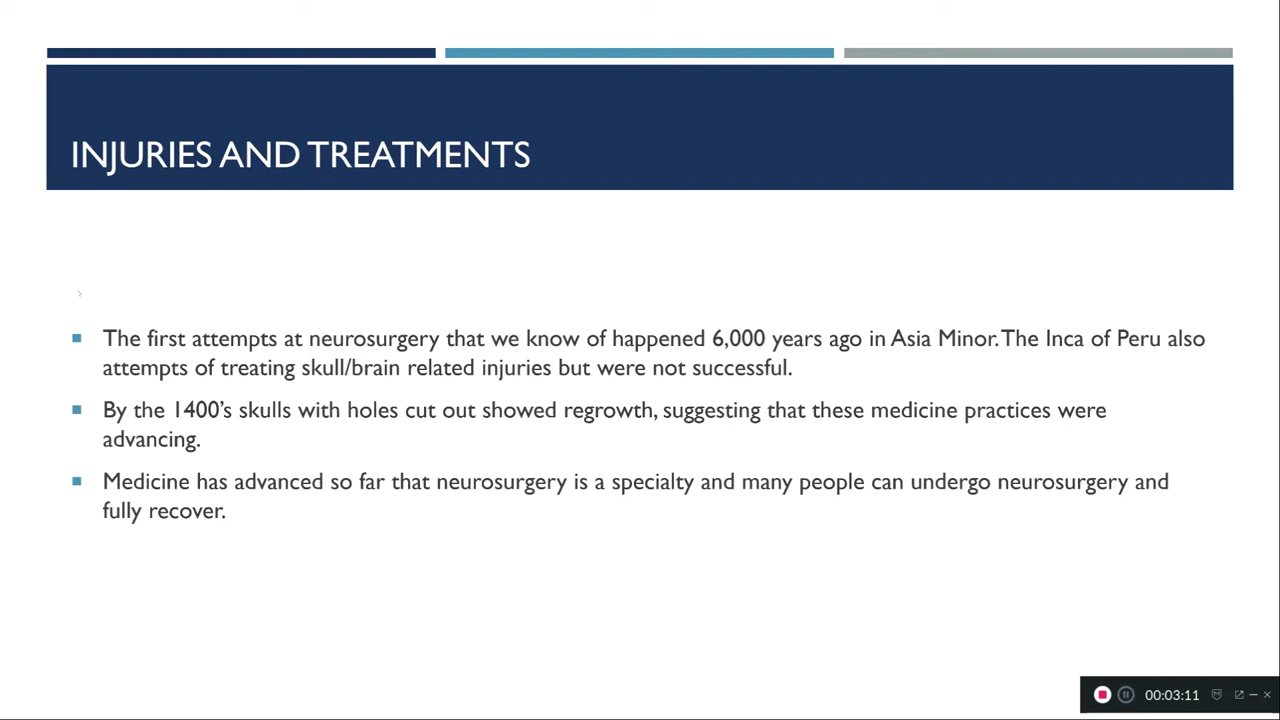 INJURIES AND TREATMENTS
The first attempts at neurosurgery that we know of happened 6,000 years ago in Asia Minor. The Inca of Peru also
attempts of treating skull/brain related injuries but were not successful.
By the 1400’s skulls with holes cut out showed regrowth, suggesting that these medicine practices were
advancing.
Medicine has advanced so far that neurosurgery is a specialty and many people can undergo neurosurgery and
fully recover.
00:03:11